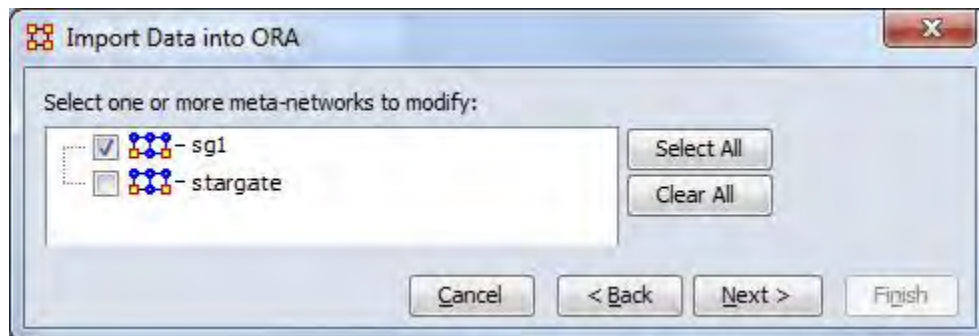 Import Data into ORA
Select one or more meta-networks to modify:
- sg1
- stargate
Select All
Clear All
Cancel
< Back
Next >
Finish